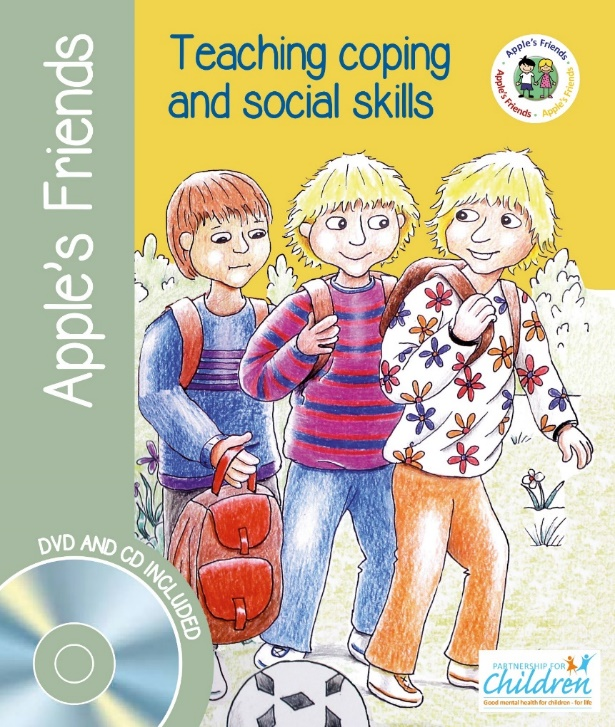 Apple's Friends
Teaching coping
and social skills
Apple's Friends · Apple's Friends · Apple's Friends ·
DVD AND CD INCLUDED
PARTNERSHIP FOR
Children
Good mental health for children - for life